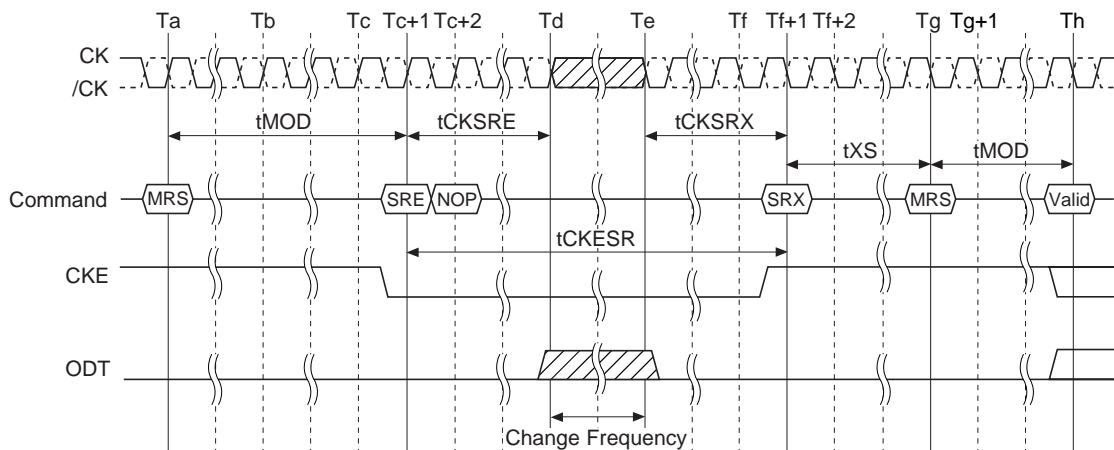 Ta Tb Tc Tc+1 Tc+2 Td Te Tf Tf+1 Tf+2 Tg Tg+1 Th
CK
/CK
tMOD tCKSRE tCKSRX
tXS tMOD
Command MRS SRE NOP SRX MRS Valid
tCKESR
CKE
ODT
Change Frequency